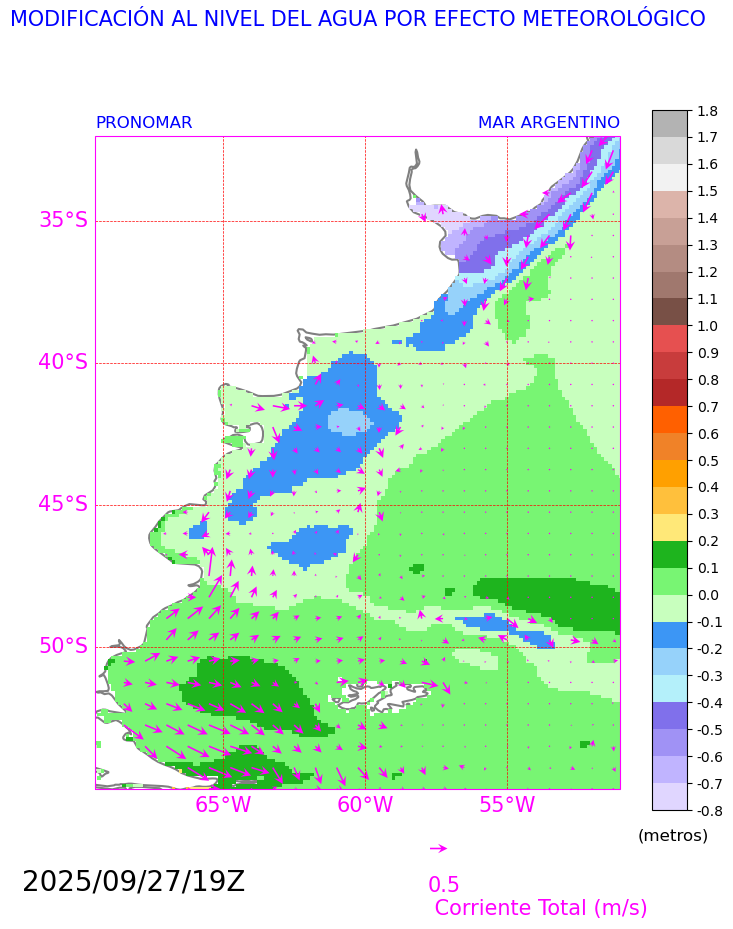 MODIFICACIÓN AL NIVEL DEL AGUA POR EFECTO METEOROLÓGICO
PRONOMAR MAR ARGENTINO
1.8
1.7
1.6
1.5
1.4
1.3
1.2
1.1
1.0
0.9
0.8
0.7
0.6
0.5
0.4
0.3
0.2
0.1
0.0
-0.1
-0.2
-0.3
-0.4
-0.5
-0.6
-0.7
-0.8
(metros)
35°S
40°S
45°S
50°S
65°W 60°W 55°W
2025/09/27/19Z
0.5
Corriente Total (m/s)